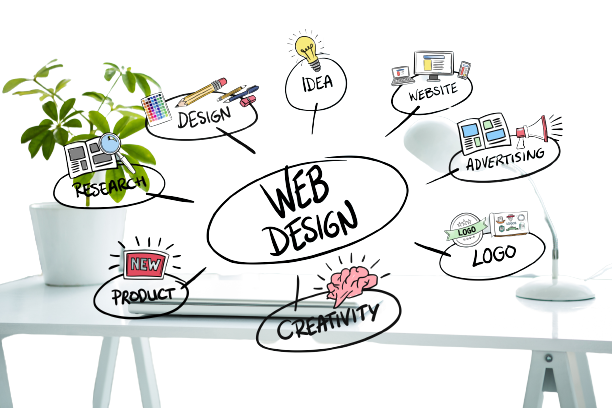 IDEA
WEBSITE
DESIGN
ADVERTISING
RESEARCH
WEB
DESIGN
LOGO
LOGO
NEW
PRODUCT
CREATIVITY